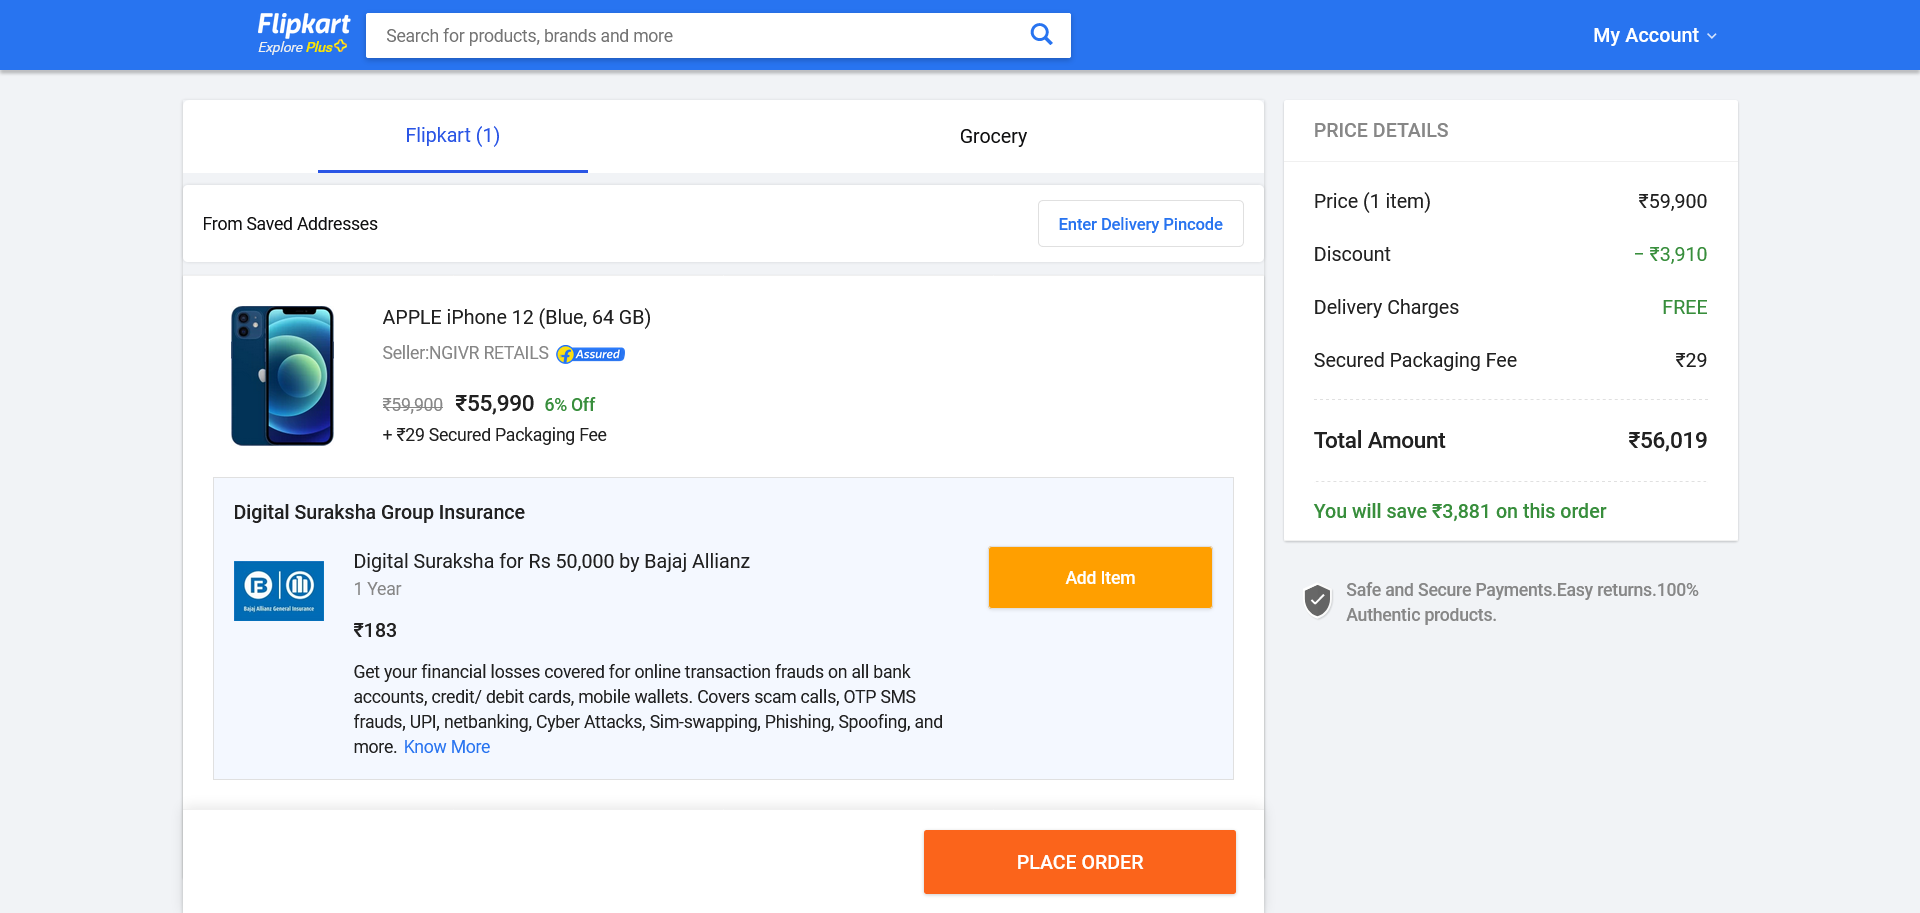 Flipkart
Explore Plus
Search for products, brands and more
My Account
Flipkart (1)
Grocery
From Saved Addresses
Enter Delivery Pincode
APPLE iPhone 12 (Blue, 64 GB)
Seller:NGIVR RETAILS
Assured
₹59,900 ₹55,990 6% Off
+ ₹29 Secured Packaging Fee
Digital Suraksha Group Insurance
Bajaj Allianz General Insurance
Digital Suraksha for Rs 50,000 by Bajaj Allianz
1 Year
₹183
Add Item
Get your financial losses covered for online transaction frauds on all bank
accounts, credit/ debit cards, mobile wallets. Covers scam calls, OTP SMS
frauds, UPI, netbanking, Cyber Attacks, Sim-swapping, Phishing, Spoofing, and
more. Know More
PLACE ORDER
PRICE DETAILS
Price (1 item) ₹59,900
Discount − ₹3,910
Delivery Charges FREE
Secured Packaging Fee ₹29
Total Amount ₹56,019
You will save ₹3,881 on this order
Safe and Secure Payments.Easy returns.100%
Authentic products.